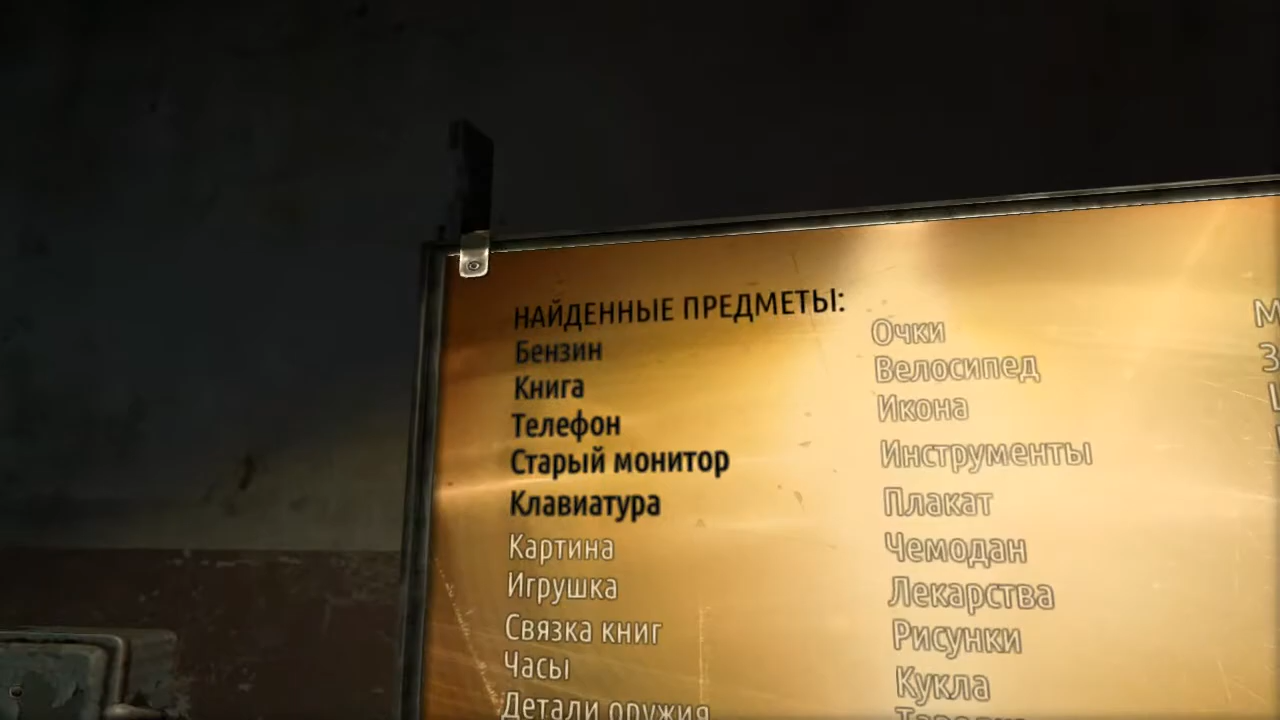 НАЙДЕННЫЕ ПРЕДМЕТЫ:
Бензин
Книга
Телефон
Старый монитор
Клавиатура
Картина
Игрушка
Связка книг
Часы
Детали оружия
Очки
Велосипед
Икона
Инструменты
Плакат
Чемодан
Лекарства
Рисунки
Кукла